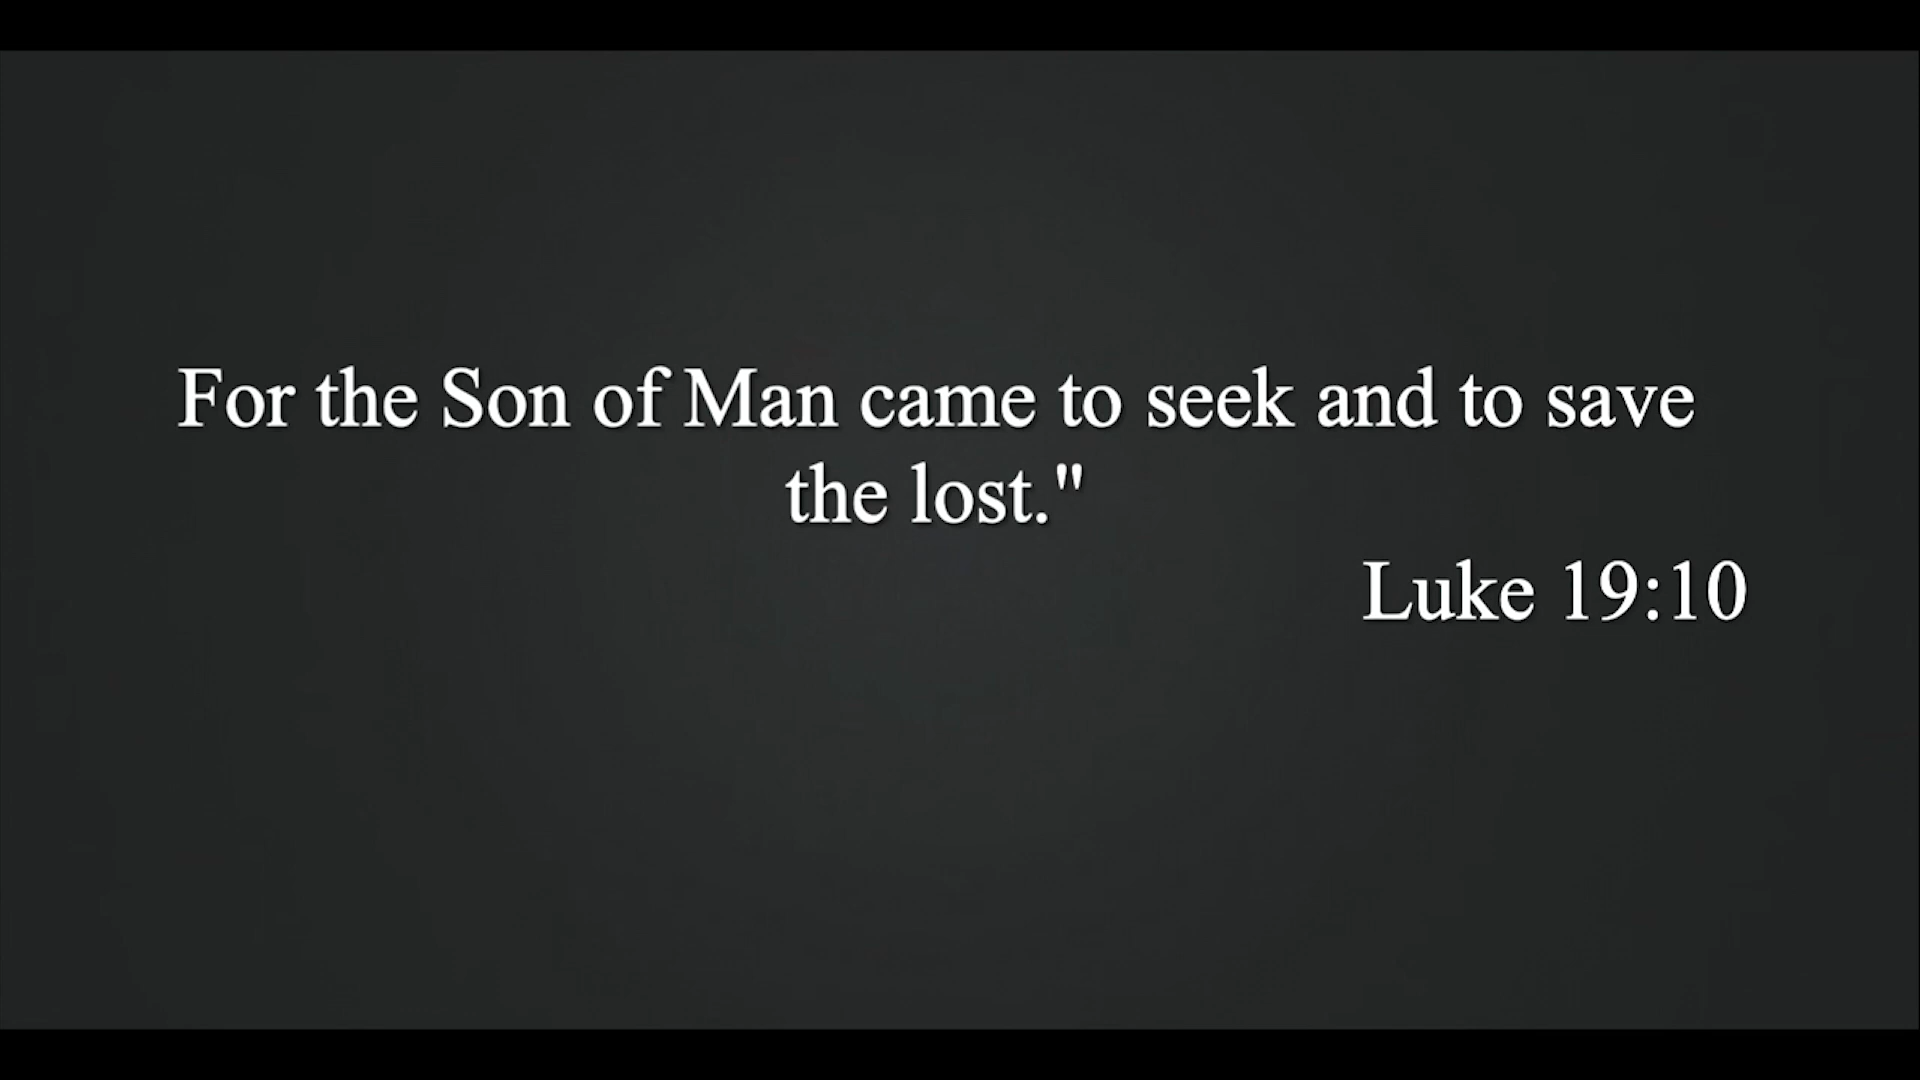 For the Son of Man came to seek and to save
the lost."
Luke 19:10